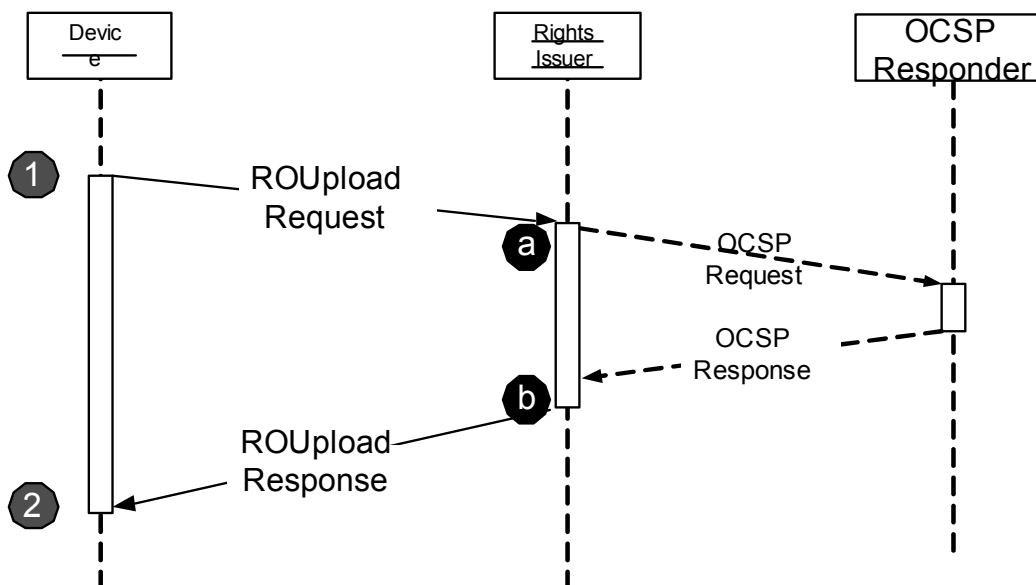 Devic
e
Rights
Issuer
OCSP
Responder
1
ROUpload
Request
a
OCSP
Request
OCSP
Response
b
ROUpload
Response
2